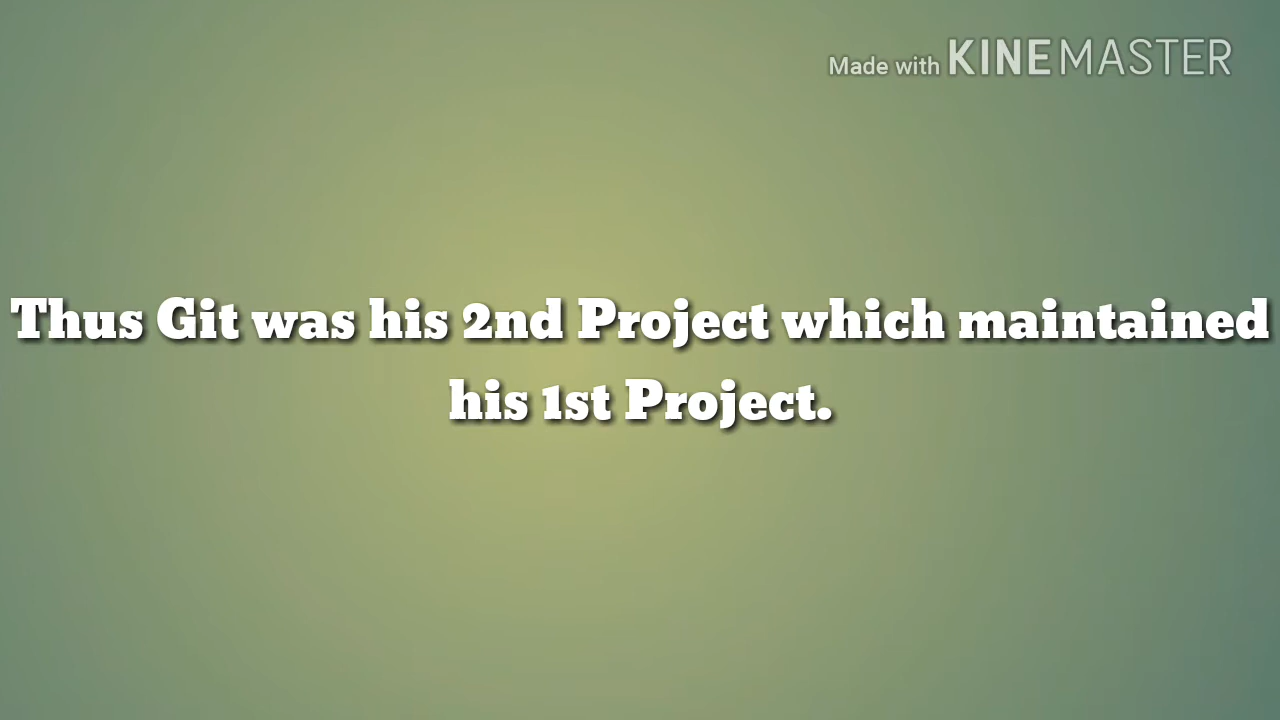 Made with KINEMASTER
Thus Git was his 2nd Project which maintained
his 1st Project.